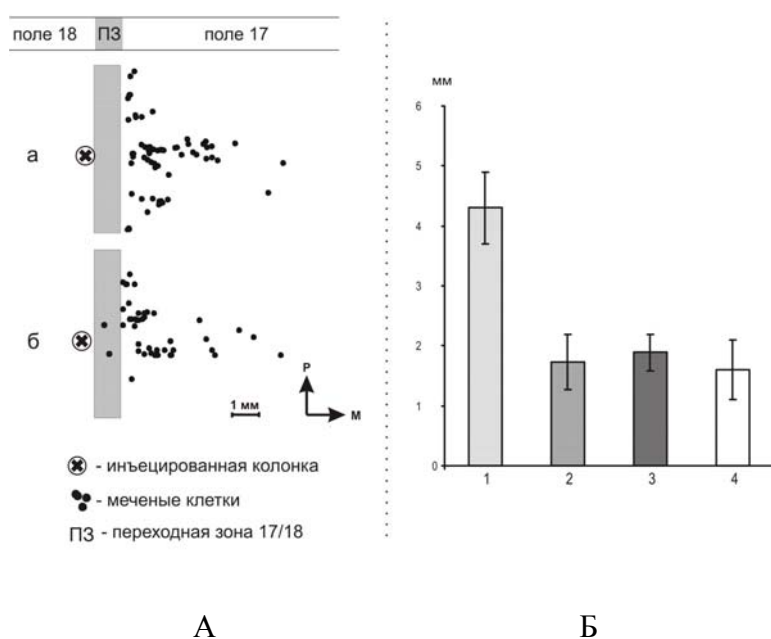 поле 18 ПЗ поле 17
а
б
P
M
1 мм
- инъецированная колонка
- меченые клетки
ПЗ - переходная зона 17/18
мм
6
5
4
3
2
1
0
1 2 3 4
А Б